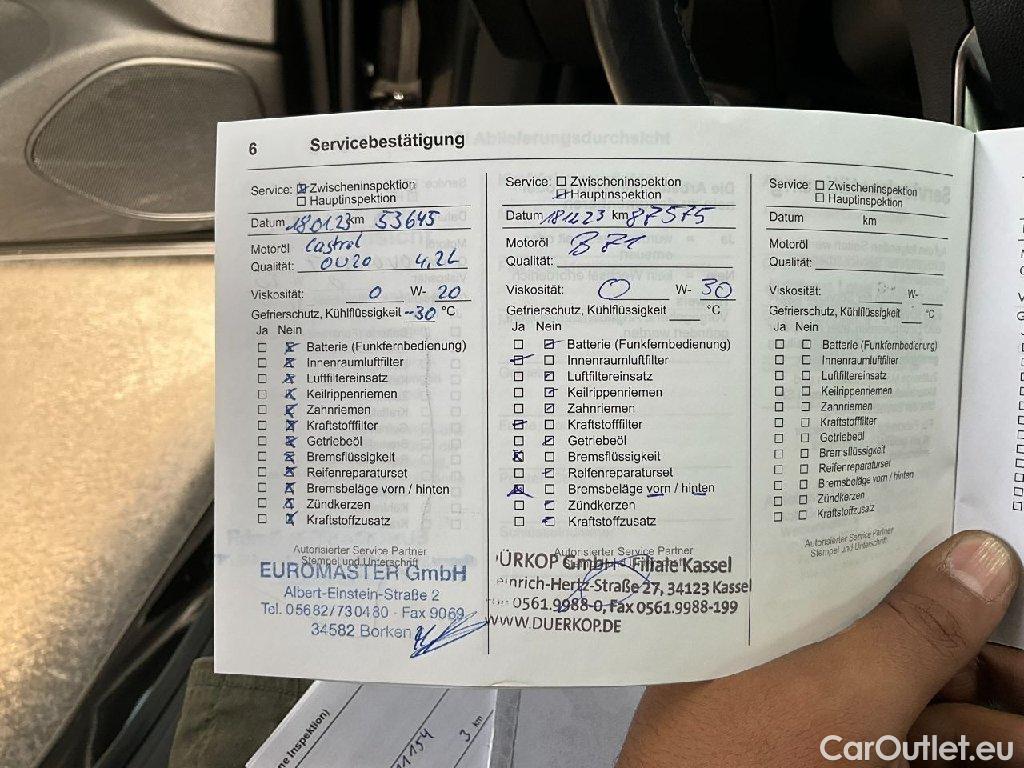 6 Servicebestätigung
Service: Zwischeninspektion
Hauptinspektion
Datum 18.01.23 km 53645
Motoröl Castrol
Qualität: 0W20 4,2L
Viskosität: 0 W- 20
Gefrierschutz, Kühlflüssigkeit -30 °C
Ja Nein
Batterie (Funkfernbedienung)
Innenraumluftfilter
Luftfiltereinsatz
Keilrippenriemen
Zahnriemen
Kraftstofffilter
Getriebeöl
Bremsflüssigkeit
Reifenreparaturset
Bremsbeläge vorn / hinten
Zündkerzen
Kraftstoffzusatz
Autorisierter Service Partner
Stempel und Unterschrift
EUROMASTER GmbH
Albert-Einstein-Straße 2
Tel. 05682/730480 - Fax 9069
34582 Borken
Service: Zwischeninspektion
Hauptinspektion
Datum 18.12.23 km 87575
Motoröl B71
Qualität:
Viskosität: 0 W- 30
Gefrierschutz, Kühlflüssigkeit °C
Ja Nein
Batterie (Funkfernbedienung)
Innenraumluftfilter
Luftfiltereinsatz
Keilrippenriemen
Zahnriemen
Kraftstofffilter
Getriebeöl
Bremsflüssigkeit
Reifenreparaturset
Bremsbeläge vorn / hinten
Zündkerzen
Kraftstoffzusatz
Autorisierter Service Partner
ÜRKOP GmbH Filiale Kassel
einrich-Hertz-Straße 27, 34123 Kassel
0561.9988-0, Fax 0561.9988-199
WWW.DUERKOP.DE
Service: Zwischeninspektion
Hauptinspektion
Datum km
Motoröl
Qualität:
Viskosität: W-
Gefrierschutz, Kühlflüssigkeit °C
Ja Nein
Batterie (Funkfernbedienung)
Innenraumluftfilter
Luftfiltereinsatz
Keilrippenriemen
Zahnriemen
Kraftstofffilter
Getriebeöl
Bremsflüssigkeit
Reifenreparaturset
Bremsbeläge vorn / hinten
Zündkerzen
Kraftstoffzusatz
Autorisierter Service Partner
Stempel und Unterschrift
ne Inspektion)
km
CarOutlet.eu